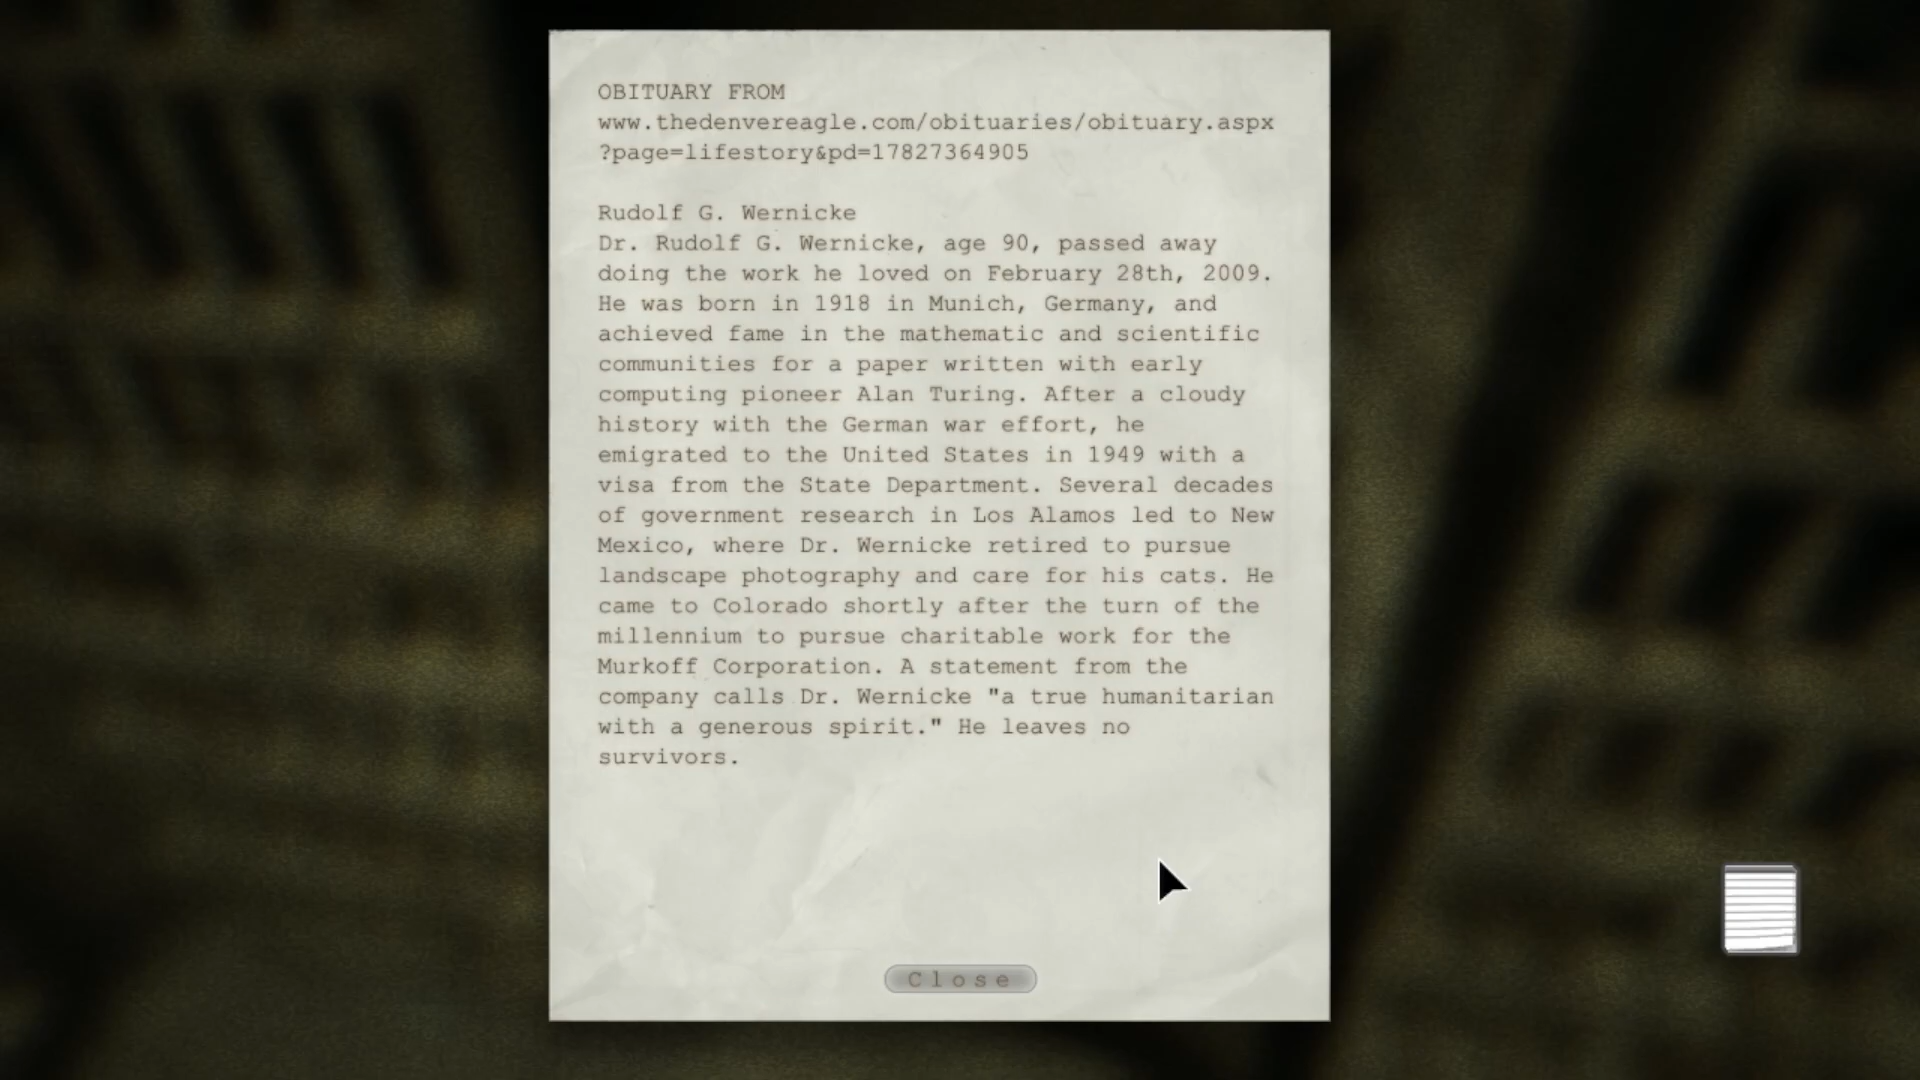 OBITUARY FROM
www.thedenvereagle.com/obituaries/obituary.aspx
?page=lifestory&pd=17827364905
Rudolf G. Wernicke
Dr. Rudolf G. Wernicke, age 90, passed away
doing the work he loved on February 28th, 2009.
He was born in 1918 in Munich, Germany, and
achieved fame in the mathematic and scientific
communities for a paper written with early
computing pioneer Alan Turing. After a cloudy
history with the German war effort, he
emigrated to the United States in 1949 with a
visa from the State Department. Several decades
of government research in Los Alamos led to New
Mexico, where Dr. Wernicke retired to pursue
landscape photography and care for his cats. He
came to Colorado shortly after the turn of the
millennium to pursue charitable work for the
Murkoff Corporation. A statement from the
company calls Dr. Wernicke "a true humanitarian
with a generous spirit." He leaves no
survivors.
Close